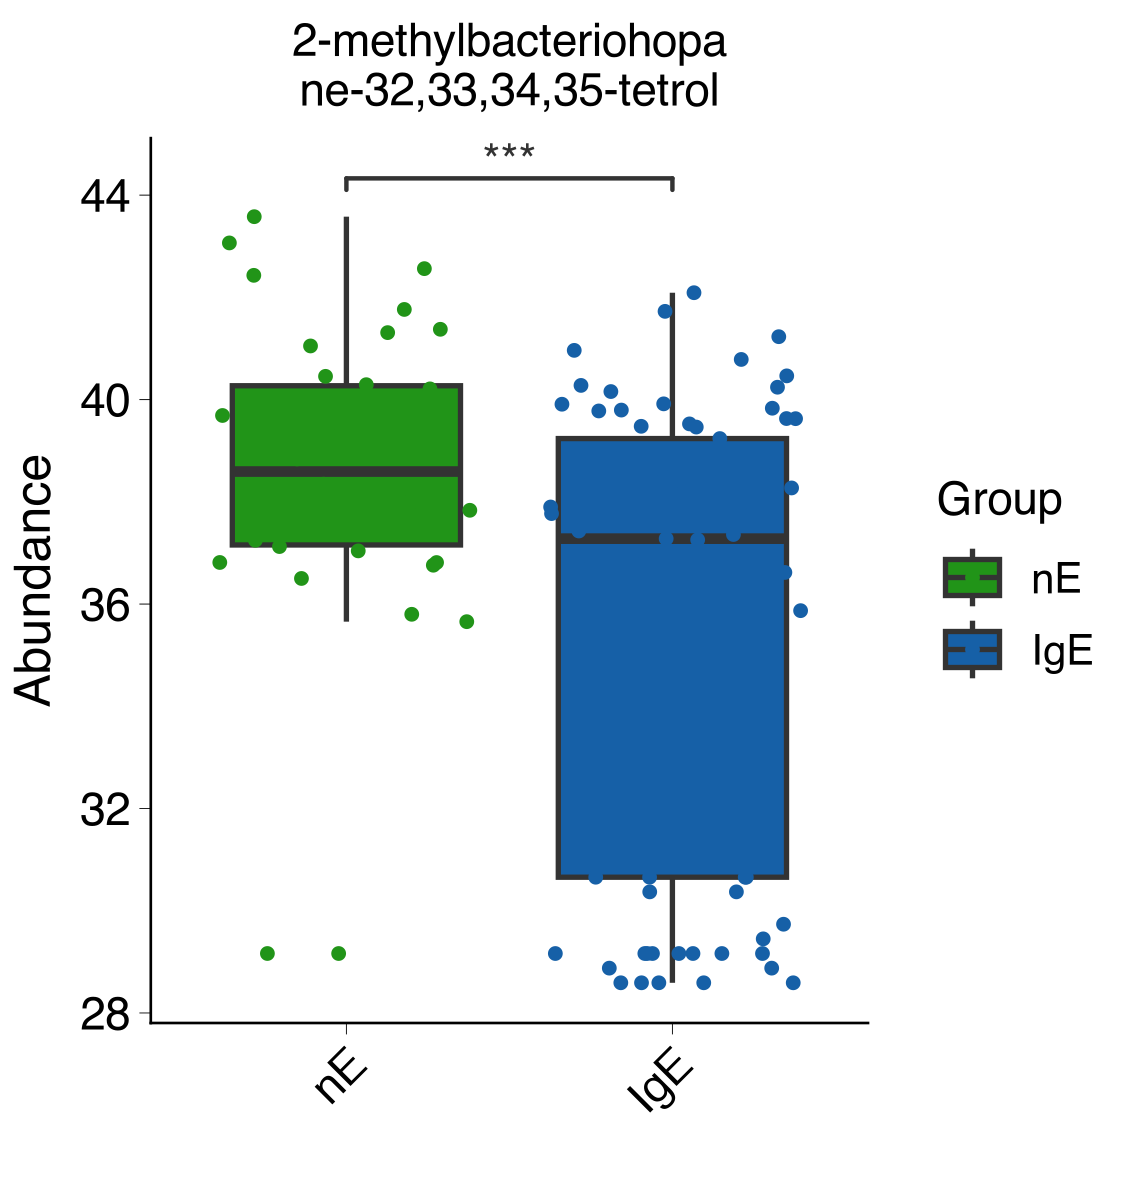 2-methylbacteriohopa
ne-32,33,34,35-tetrol
***
44
40
36
32
28
Abundance
nE
IgE
Group
nE
IgE